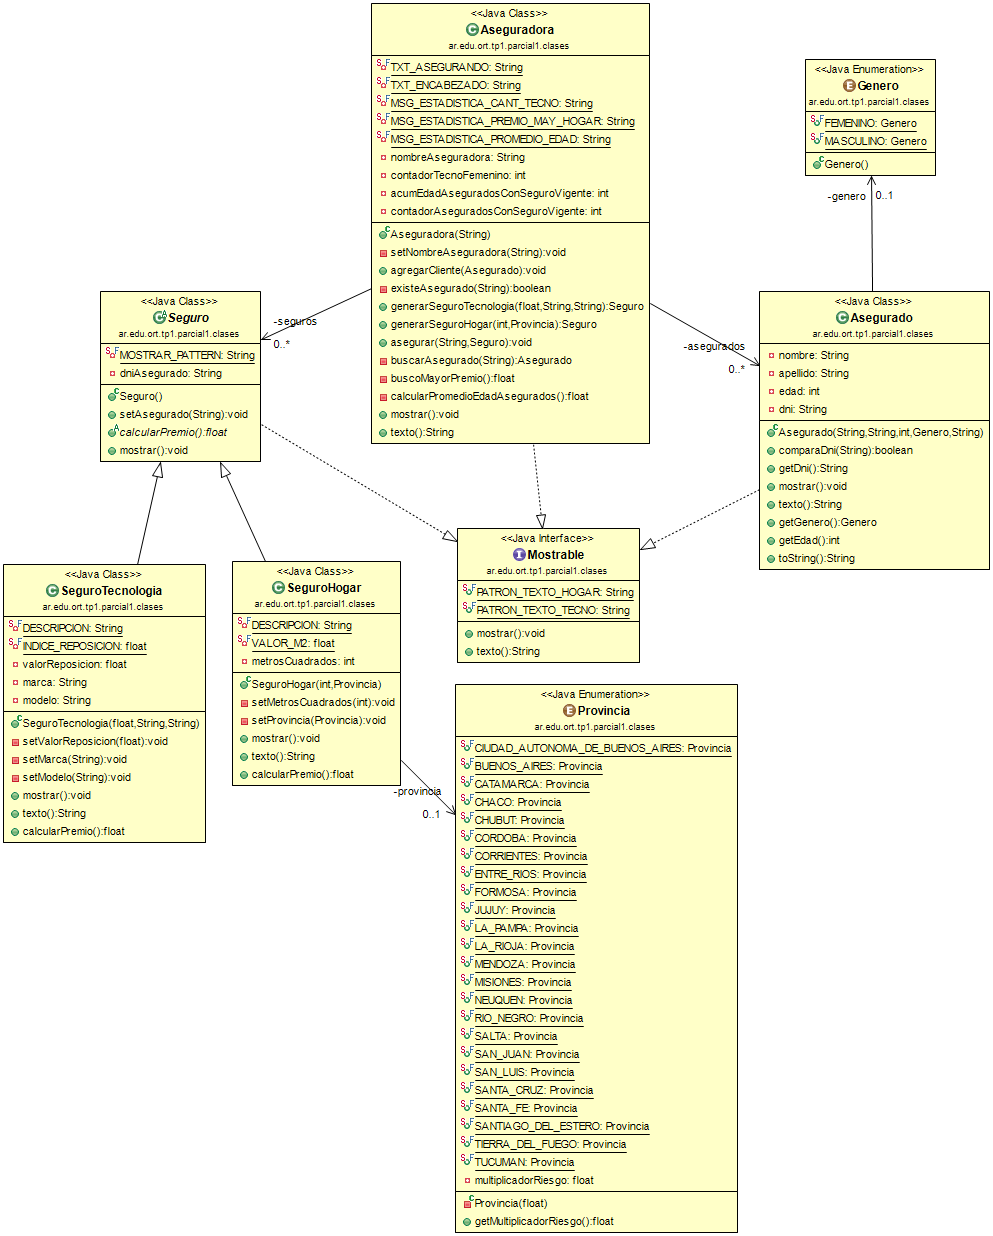 <<Java Class>>
Aseguradora
ar.edu.ort.tp1.parcial1.clases
TXT_ASEGURANDO: String
TXT_ENCABEZADO: String
MSG_ESTADISTICA_CANT_TECNO: String
MSG_ESTADISTICA_PREMIO_MAY_HOGAR: String
MSG_ESTADISTICA_PROMEDIO_EDAD: String
nombreAseguradora: String
contadorTecnoFemenino: int
acumEdadAseguradosConSeguroVigente: int
contadorAseguradosConSeguroVigente: int
Aseguradora(String)
setNombreAseguradora(String):void
agregarCliente(Asegurado):void
existeAsegurado(String):boolean
generarSeguroTecnologia(float,String,String):Seguro
generarSeguroHogar(int,Provincia):Seguro
asegurar(String,Seguro):void
buscarAsegurado(String):Asegurado
buscoMayorPremio():float
calcularPromedioEdadAsegurados():float
mostrar():void
texto():String
<<Java Enumeration>>
Genero
ar.edu.ort.tp1.parcial1.clases
FEMENINO: Genero
MASCULINO: Genero
Genero()
-genero
0..1
<<Java Class>>
Seguro
ar.edu.ort.tp1.parcial1.clases
MOSTRAR_PATTERN: String
dniAsegurado: String
Seguro()
setAsegurado(String):void
calcularPremio():float
mostrar():void
-seguros
0..*
-asegurados
0..*
<<Java Class>>
Asegurado
ar.edu.ort.tp1.parcial1.clases
nombre: String
apellido: String
edad: int
dni: String
Asegurado(String,String,int,Genero,String)
comparaDni(String):boolean
getDni():String
mostrar():void
texto():String
getGenero():Genero
getEdad():int
toString():String
<<Java Interface>>
Mostrable
ar.edu.ort.tp1.parcial1.clases
PATRON_TEXTO_HOGAR: String
PATRON_TEXTO_TECNO: String
mostrar():void
texto():String
<<Java Class>>
SeguroTecnologia
ar.edu.ort.tp1.parcial1.clases
DESCRIPCION: String
INDICE_REPOSICION: float
valorReposicion: float
marca: String
modelo: String
SeguroTecnologia(float,String,String)
setValorReposicion(float):void
setMarca(String):void
setModelo(String):void
mostrar():void
texto():String
calcularPremio():float
<<Java Class>>
SeguroHogar
ar.edu.ort.tp1.parcial1.clases
DESCRIPCION: String
VALOR_M2: float
metrosCuadrados: int
SeguroHogar(int,Provincia)
setMetrosCuadrados(int):void
setProvincia(Provincia):void
mostrar():void
texto():String
calcularPremio():float
-provincia
0..1
<<Java Enumeration>>
Provincia
ar.edu.ort.tp1.parcial1.clases
CIUDAD_AUTONOMA_DE_BUENOS_AIRES: Provincia
BUENOS_AIRES: Provincia
CATAMARCA: Provincia
CHACO: Provincia
CHUBUT: Provincia
CORDOBA: Provincia
CORRIENTES: Provincia
ENTRE_RIOS: Provincia
FORMOSA: Provincia
JUJUY: Provincia
LA_PAMPA: Provincia
LA_RIOJA: Provincia
MENDOZA: Provincia
MISIONES: Provincia
NEUQUEN: Provincia
RIO_NEGRO: Provincia
SALTA: Provincia
SAN_JUAN: Provincia
SAN_LUIS: Provincia
SANTA_CRUZ: Provincia
SANTA_FE: Provincia
SANTIAGO_DEL_ESTERO: Provincia
TIERRA_DEL_FUEGO: Provincia
TUCUMAN: Provincia
multiplicadorRiesgo: float
Provincia(float)
getMultiplicadorRiesgo():float